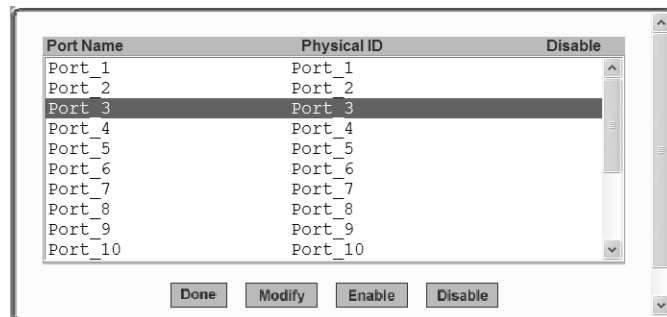 Port Name Physical ID Disable
Port_1 Port_1
Port_2 Port_2
Port_3 Port_3
Port_4 Port_4
Port_5 Port_5
Port_6 Port_6
Port_7 Port_7
Port_8 Port_8
Port_9 Port_9
Port_10 Port_10
Done Modify Enable Disable